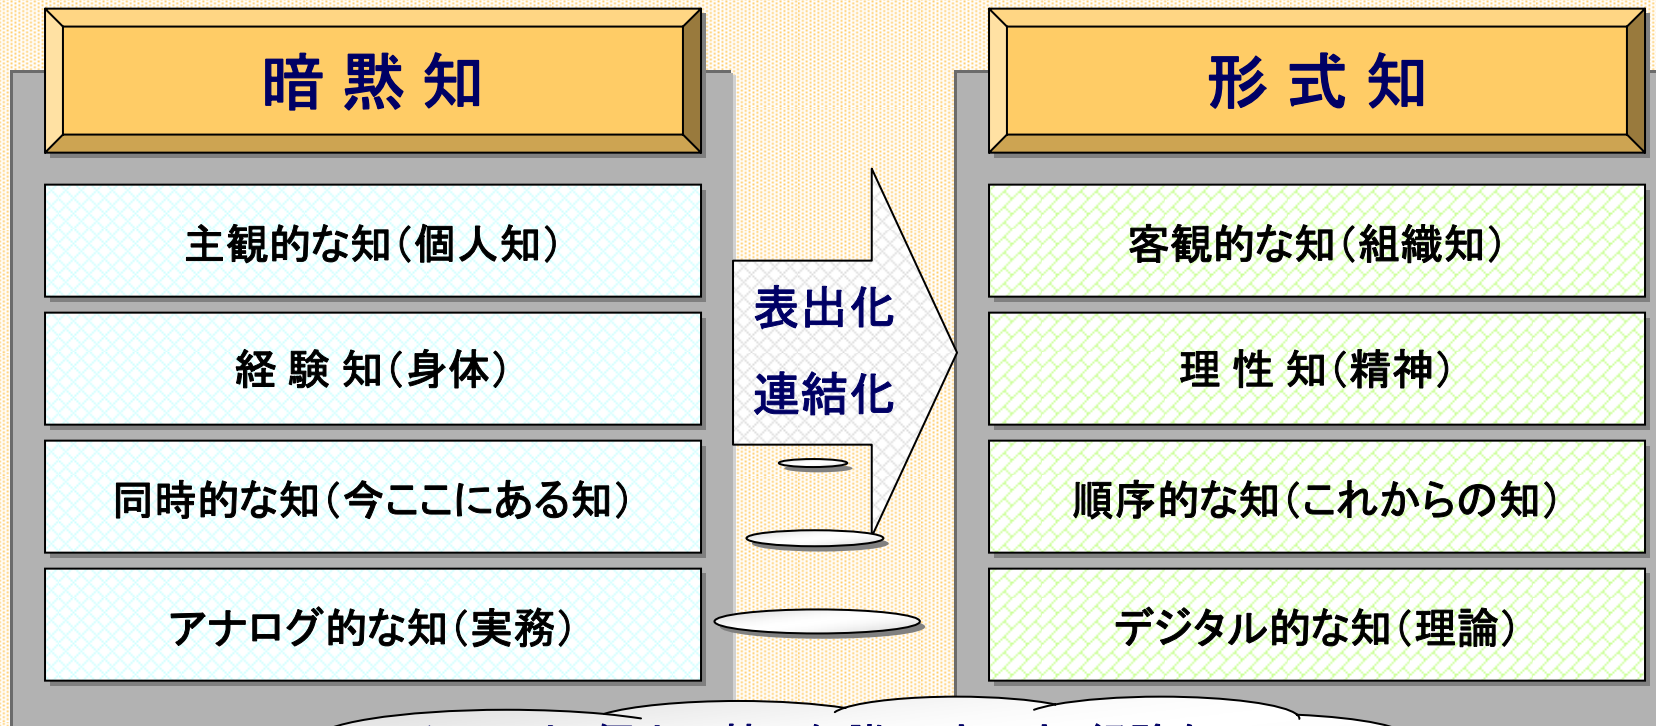 暗 黙 知
主観的な知（個人知）
経 験 知（身体）
同時的な知（今ここにある知）
アナログ的な知（実務）
表出化
連結化
形 式 知
客観的な知（組織知）
理 性 知（精神）
順序的な知（これからの知）
デジタル的な知（理論）